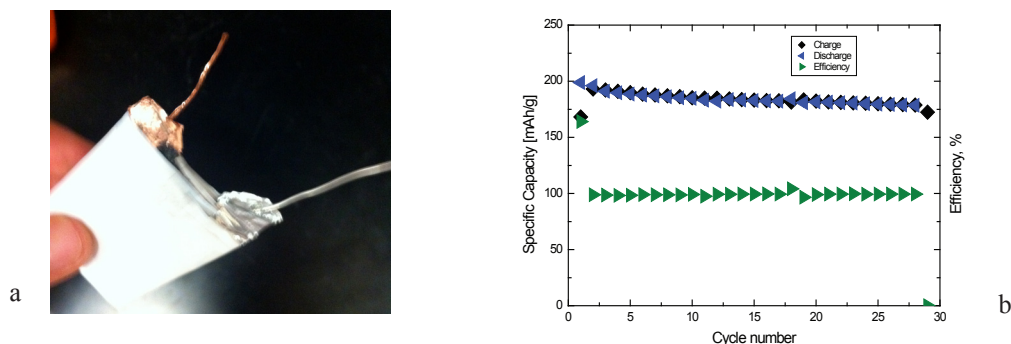 a
250
200
150
100
50
0
Specific Capacity [mAh/g]
Charge
Discharge
Efficiency
Efficiency, %
0 5 10 15 20 25 30
Cycle number
b